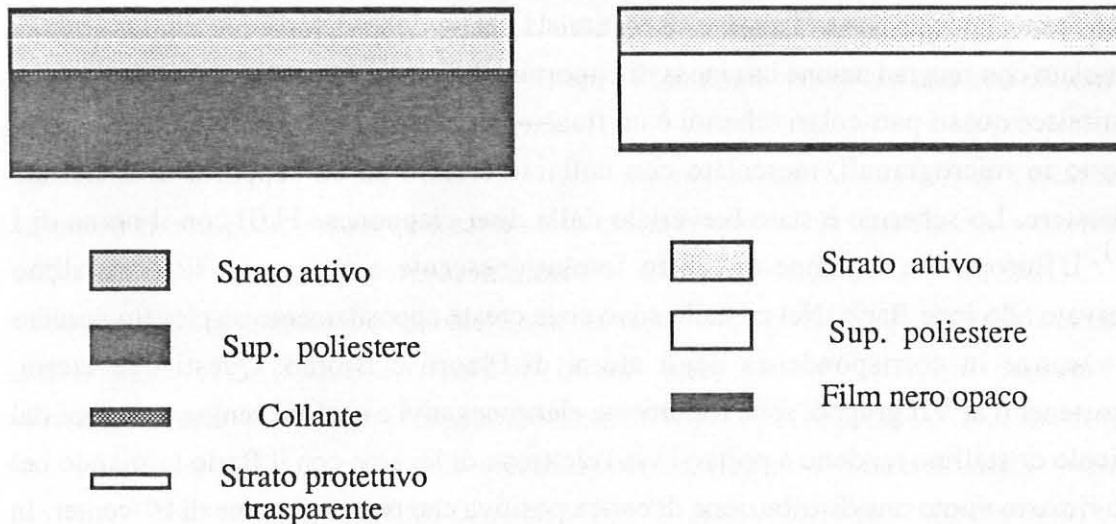 Strato attivo
Sup. poliestere
Collante
Strato protettivo
trasparente
Strato attivo
Sup. poliestere
Film nero opaco